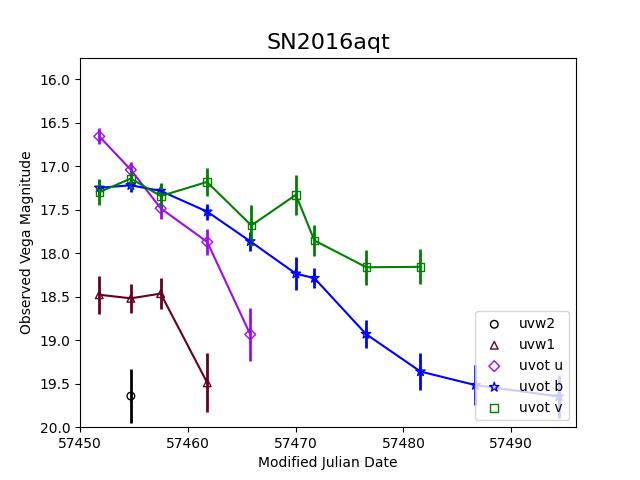 SN2016aqt
Observed Vega Magnitude
16.0
16.5
17.0
17.5
18.0
18.5
19.0
19.5
20.0
uvw2
uvw1
uvot u
uvot b
uvot v
57450 57460 57470 57480 57490
Modified Julian Date